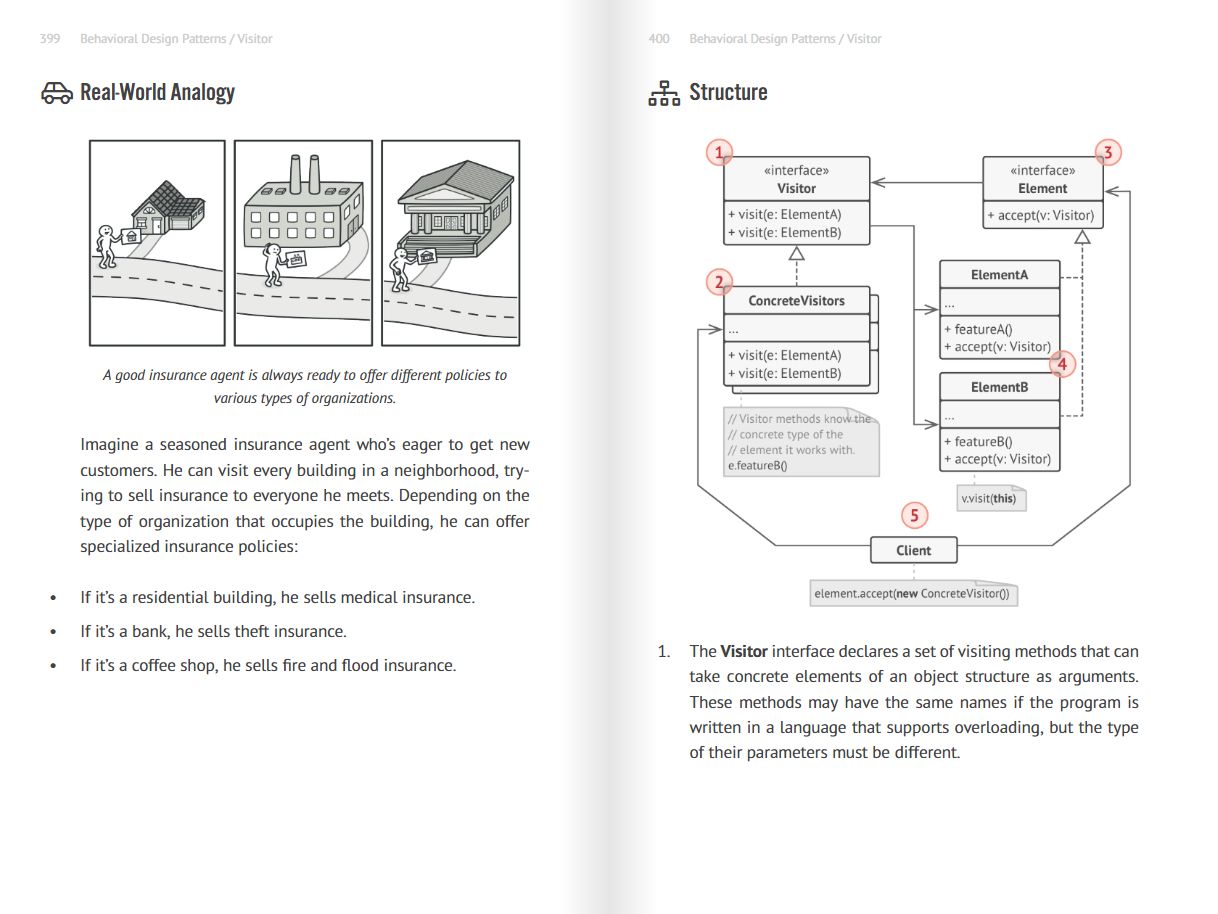 399 Behavioral Design Patterns / Visitor
Real-World Analogy
A good insurance agent is always ready to offer different policies to
various types of organizations.
Imagine a seasoned insurance agent who's eager to get new
customers. He can visit every building in a neighborhood, try-
ing to sell insurance to everyone he meets. Depending on the
type of organization that occupies the building, he can offer
specialized insurance policies:
• If it's a residential building, he sells medical insurance.
• If it's a bank, he sells theft insurance.
• If it's a coffee shop, he sells fire and flood insurance.
400 Behavioral Design Patterns / Visitor
Structure
1
«interface»
Visitor
+ visit(e: ElementA)
+ visit(e: ElementB)
3
«interface»
Element
+ accept(v: Visitor)
2
ConcreteVisitors
...
+ visit(e: ElementA)
+ visit(e: ElementB)
// Visitor methods know the
// concrete type of the
// element it works with.
e.featureB()
ElementA
...
+ featureA()
+ accept(v: Visitor)
4
ElementB
...
+ featureB()
+ accept(v: Visitor)
v.visit(this)
5
Client
element.accept(new ConcreteVisitor())
1. The Visitor interface declares a set of visiting methods that can
take concrete elements of an object structure as arguments.
These methods may have the same names if the program is
written in a language that supports overloading, but the type
of their parameters must be different.